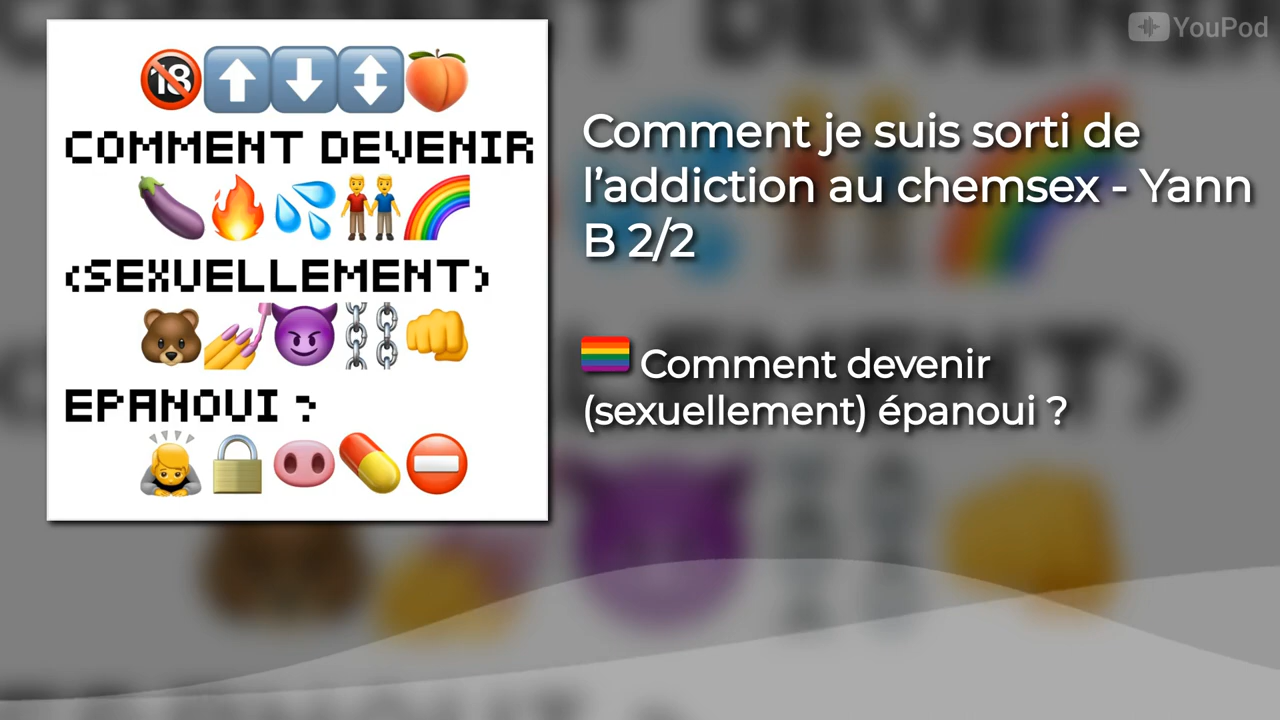 YouPod
🔞⬆️⬇️↕️🍑
COMMENT DEVENIR
🍆🔥💦👬🌈
(SEXUELLEMENT)
🐻💅😈⛓️👊
EPANOUI ?
🙇🔒🐽💊⛔
Comment je suis sorti de
l’addiction au chemsex - Yann
B 2/2
🏳️‍🌈 Comment devenir
(sexuellement) épanoui ?